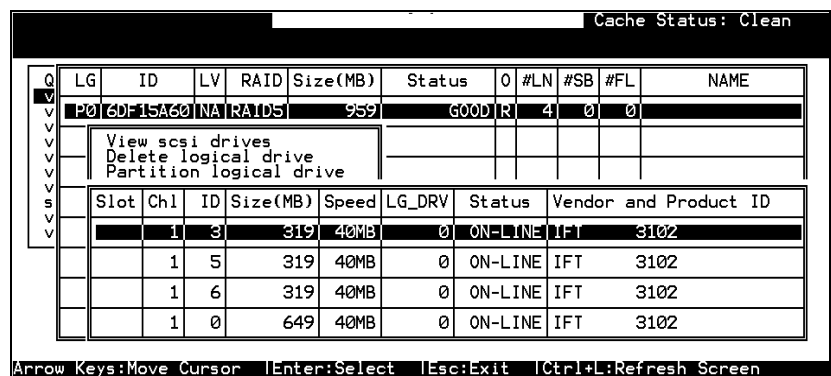 Cache Status: Clean
Q LG ID LV RAID Size(MB) Status O #LN #SB #FL NAME
v P0 6DF15A60 NA RAID5 959 GOOD R 4 0 0
v
v View scsi drives
v Delete logical drive
v Partition logical drive
v
s Slot Chl ID Size(MB) Speed LG_DRV Status Vendor and Product ID
v
v 1 3 319 40MB 0 ON-LINE IFT 3102
1 5 319 40MB 0 ON-LINE IFT 3102
1 6 319 40MB 0 ON-LINE IFT 3102
1 0 649 40MB 0 ON-LINE IFT 3102
Arrow Keys:Move Cursor |Enter:Select |Esc:Exit |Ctrl+L:Refresh Screen